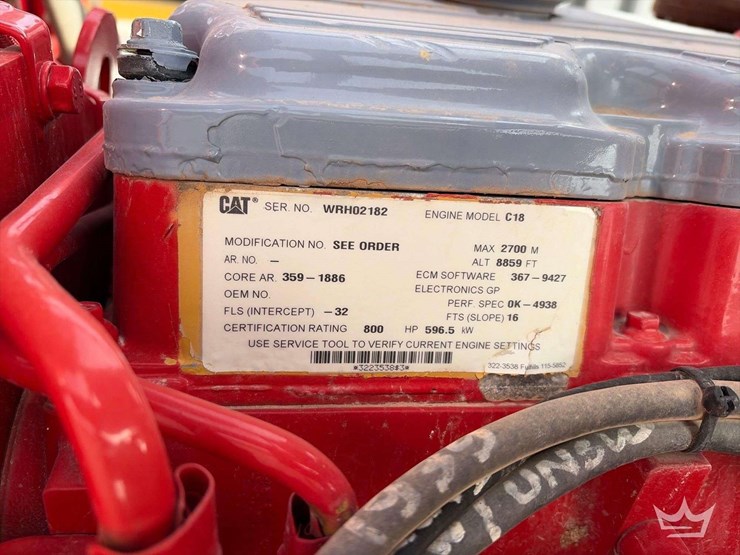 CAT® SER. NO. WRH02182 ENGINE MODEL C18
MODIFICATION NO. SEE ORDER MAX 2700 M
AR. NO. – ALT 8859 FT
CORE AR. 359–1886 ECM SOFTWARE 367–9427
OEM NO. ELECTRONICS GP
PERF. SPEC 0K–4938
FLS (INTERCEPT) –32 FTS (SLOPE) 16
CERTIFICATION RATING 800 HP 596.5 kW
USE SERVICE TOOL TO VERIFY CURRENT ENGINE SETTINGS
322-3536